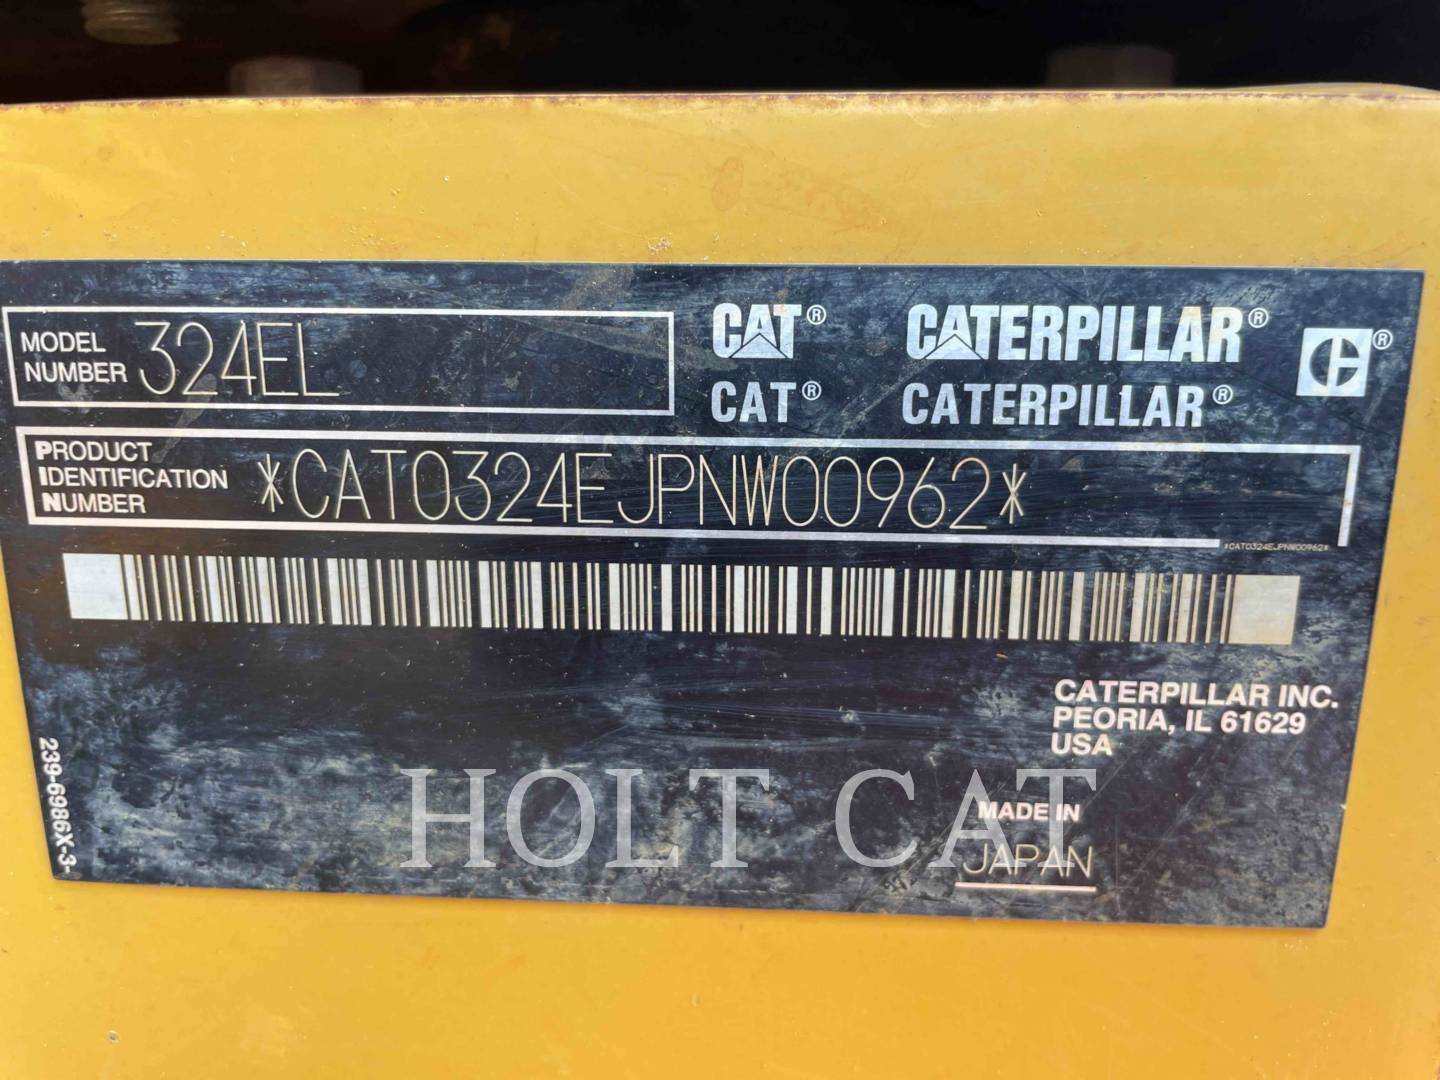 MODEL NUMBER 324EL
CAT® CATERPILLAR® ®
CAT® CATERPILLAR®
PRODUCT
IDENTIFICATION
NUMBER *CAT0324EJPNW00962*
*CAT0324EJPNW00962*
CATERPILLAR INC.
PEORIA, IL 61629
USA
MADE IN
JAPAN
239-6986X-3-
HOLT CAT